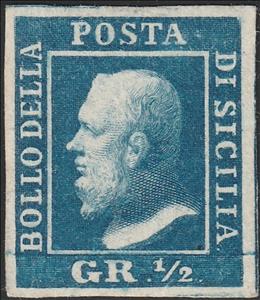 BOLLO DELLA
POSTA
DI SICILIA
GR. ½